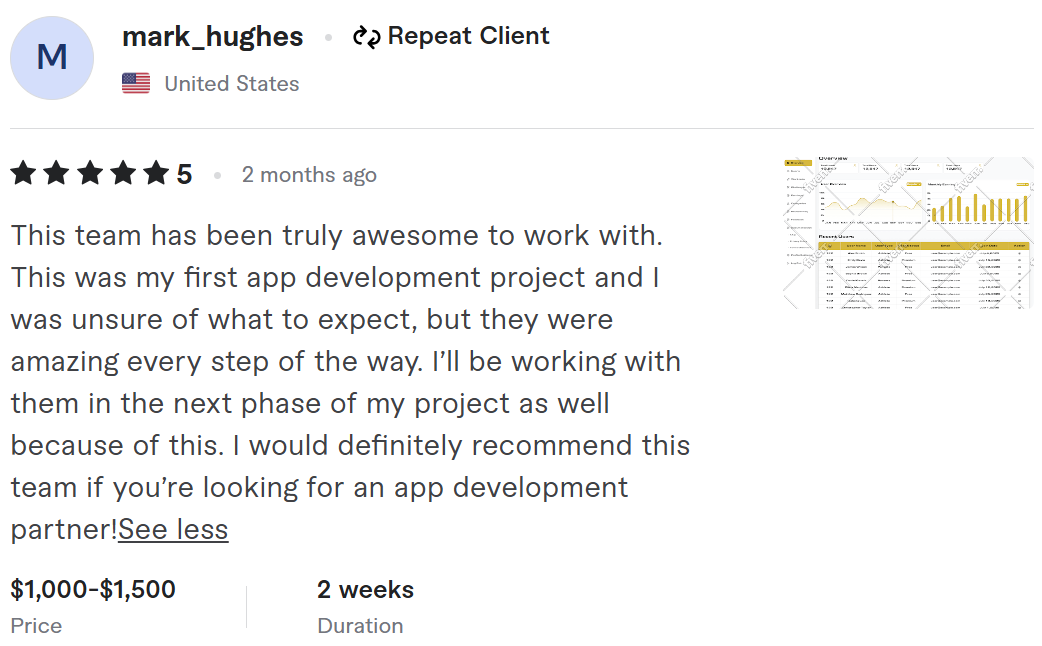 M
mark_hughes
Repeat Client
United States
5
2 months ago
This team has been truly awesome to work with.
This was my first app development project and I
was unsure of what to expect, but they were
amazing every step of the way. I’ll be working with
them in the next phase of my project as well
because of this. I would definitely recommend this
team if you’re looking for an app development
partner!See less
$1,000-$1,500
2 weeks
Price
Duration
Overview
Recent Users